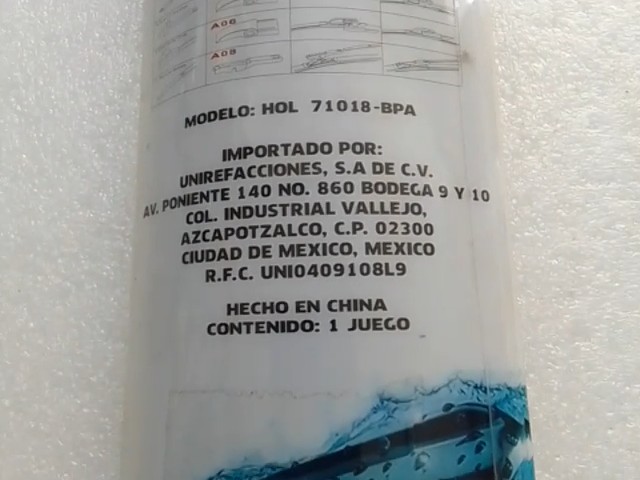 A06
A08
MODELO: HOL 71018-BPA
IMPORTADO POR:
UNIREFACCIONES, S.A DE C.V.
AV. PONIENTE 140 NO. 860 BODEGA 9 Y 10
COL. INDUSTRIAL VALLEJO,
AZCAPOTZALCO, C.P. 02300
CIUDAD DE MEXICO, MEXICO
R.F.C. UNI0409108L9
HECHO EN CHINA
CONTENIDO: 1 JUEGO